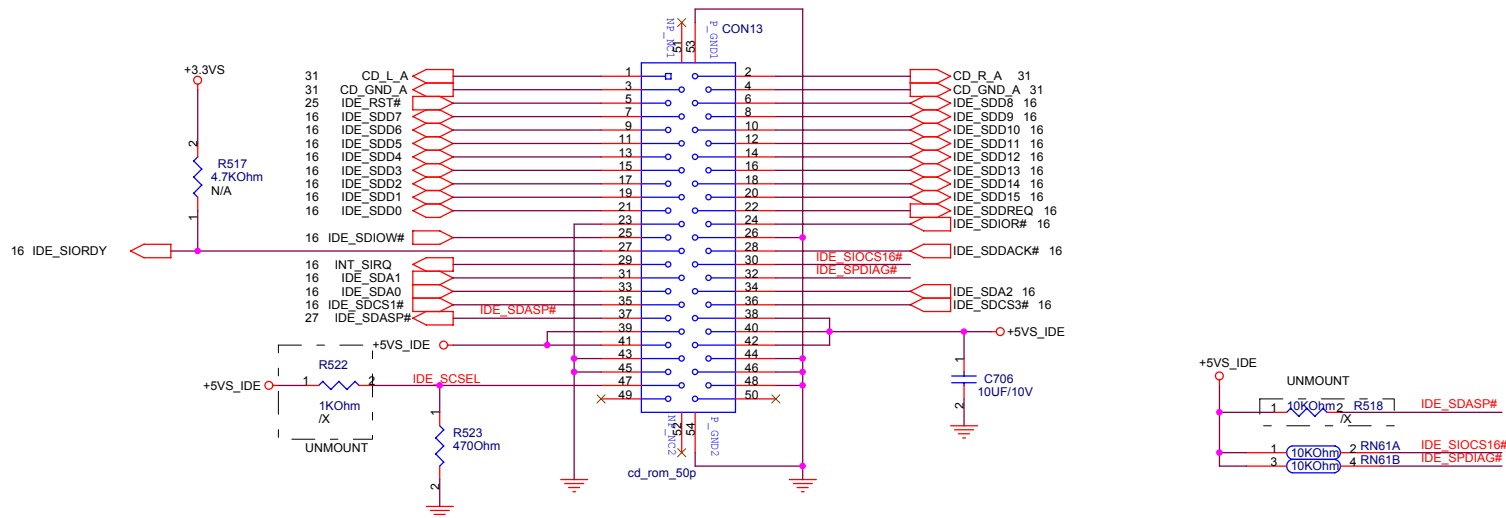 +3.3VS
2
R517
4.7KOhm
N/A
1
16 IDE_SIORDY
NP_NC1
51
P_GND1
53
CON13
31 CD_L_A 1
31 CD_GND_A 3
25 IDE_RST# 5
16 IDE_SDD7 7
16 IDE_SDD6 9
16 IDE_SDD5 11
16 IDE_SDD4 13
16 IDE_SDD3 15
16 IDE_SDD2 17
16 IDE_SDD1 19
16 IDE_SDD0 21
23
16 IDE_SDIOW# 25
27
16 INT_SIRQ 29
16 IDE_SDA1 31
16 IDE_SDA0 33
16 IDE_SDCS1# 35
27 IDE_SDASP# IDE_SDASP# 37
39
+5VS_IDE 41
43
45
47
49
2 CD_R_A 31
4 CD_GND_A 31
6 IDE_SDD8 16
8 IDE_SDD9 16
10 IDE_SDD10 16
12 IDE_SDD11 16
14 IDE_SDD12 16
16 IDE_SDD13 16
18 IDE_SDD14 16
20 IDE_SDD15 16
22 IDE_SDDREQ 16
24 IDE_SDIOR# 16
26
28 IDE_SDDACK# 16
30 IDE_SIOCS16#
32 IDE_SPDIAG#
34 IDE_SDA2 16
36 IDE_SDCS3# 16
38
40 +5VS_IDE
42
44
46
48
50
NP_NC2
52
P_GND2
54
cd_rom_50p
+5VS_IDE
1 R522 2
1KOhm
/X
UNMOUNT
IDE_SCSEL
1
R523
470Ohm
2
1
C706
10UF/10V
2
+5VS_IDE
UNMOUNT
1 10KOhm 2 R518 IDE_SDASP#
/X
1 10KOhm 2 RN61A IDE_SIOCS16#
3 10KOhm 4 RN61B IDE_SPDIAG#